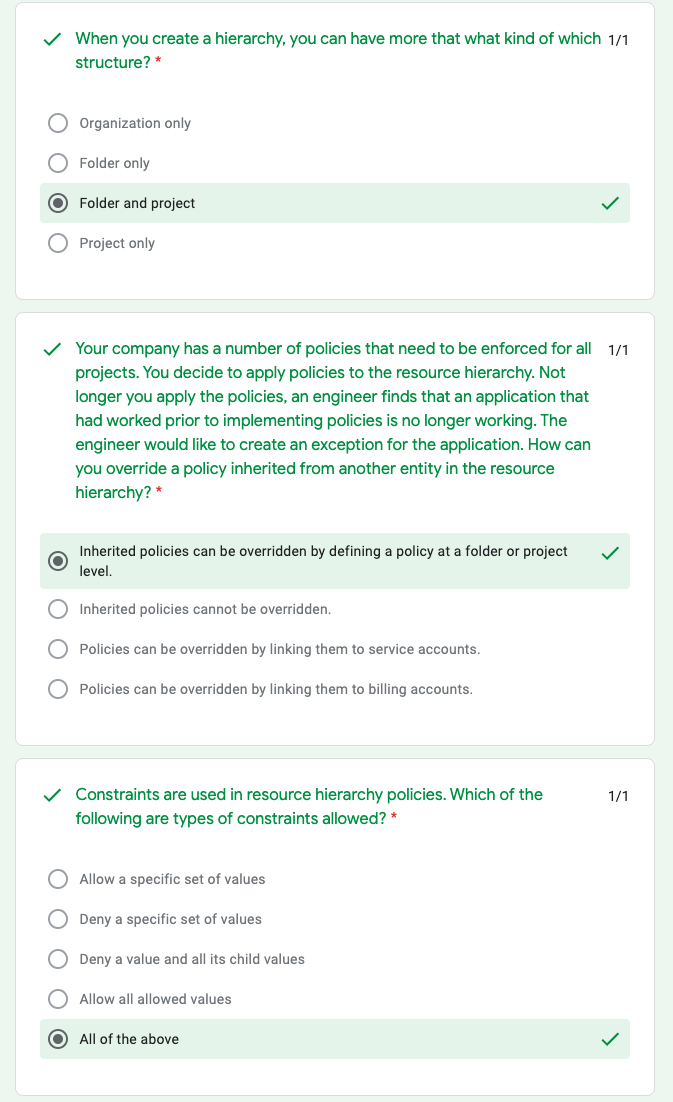 When you create a hierarchy, you can have more that what kind of which 1/1
structure? *
Organization only
Folder only
Folder and project
Project only
Your company has a number of policies that need to be enforced for all 1/1
projects. You decide to apply policies to the resource hierarchy. Not
longer you apply the policies, an engineer finds that an application that
had worked prior to implementing policies is no longer working. The
engineer would like to create an exception for the application. How can
you override a policy inherited from another entity in the resource
hierarchy? *
Inherited policies can be overridden by defining a policy at a folder or project
level.
Inherited policies cannot be overridden.
Policies can be overridden by linking them to service accounts.
Policies can be overridden by linking them to billing accounts.
Constraints are used in resource hierarchy policies. Which of the 1/1
following are types of constraints allowed? *
Allow a specific set of values
Deny a specific set of values
Deny a value and all its child values
Allow all allowed values
All of the above